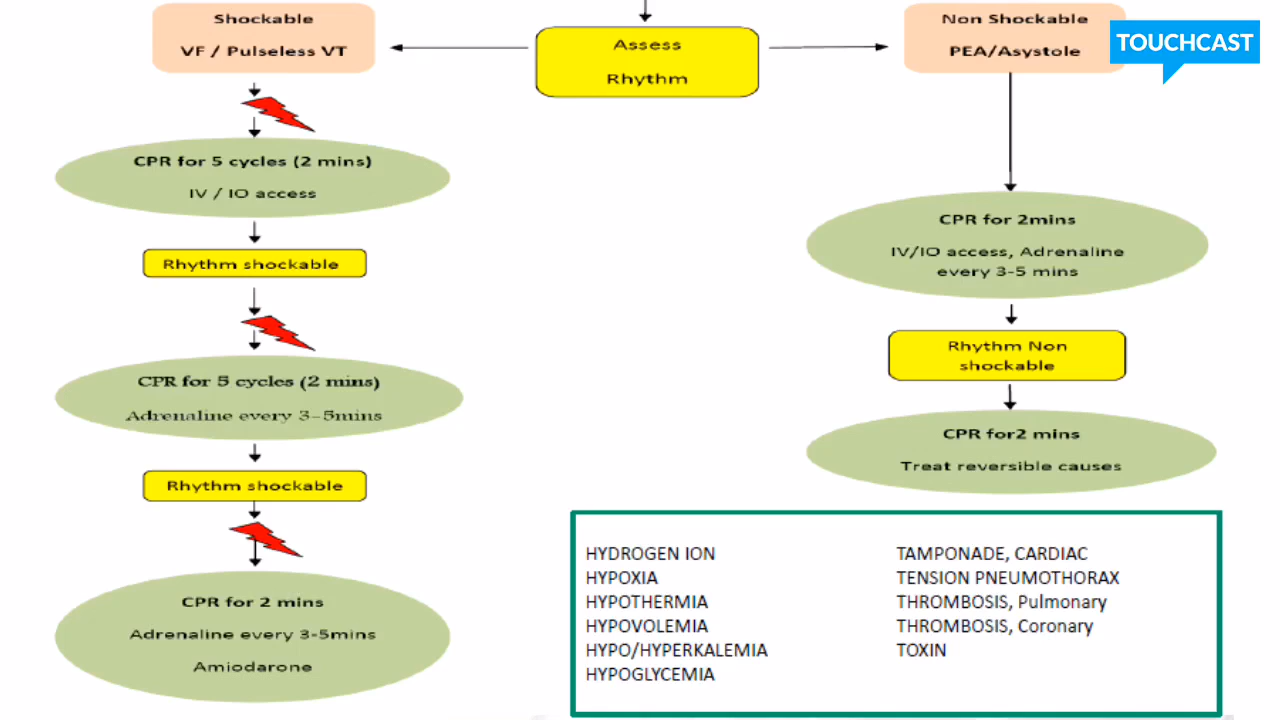 Shockable
VF / Pulseless VT
Assess
Rhythm
Non Shockable
PEA/Asystole
TOUCHCAST
CPR for 5 cycles (2 mins)
IV / IO access
Rhythm shockable
CPR for 5 cycles (2 mins)
Adrenaline every 3-5mins
Rhythm shockable
CPR for 2 mins
Adrenaline every 3-5mins
Amiodarone
CPR for 2mins
IV/IO access, Adrenaline
every 3-5 mins
Rhythm Non
shockable
CPR for2 mins
Treat reversible causes
HYDROGEN ION
HYPOXIA
HYPOTHERMIA
HYPOVOLEMIA
HYPO/HYPERKALEMIA
HYPOGLYCEMIA
TAMPONADE, CARDIAC
TENSION PNEUMOTHORAX
THROMBOSIS, Pulmonary
THROMBOSIS, Coronary
TOXIN